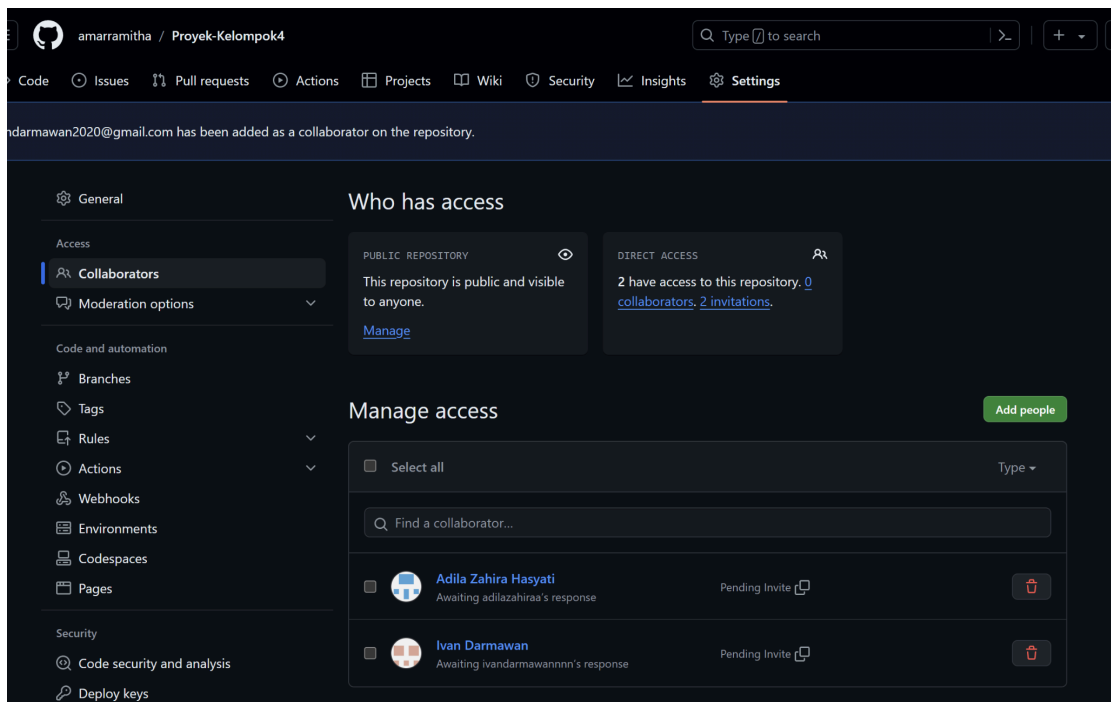 amarramitha / Proyek-Kelompok4
Type / to search
Code Issues Pull requests Actions Projects Wiki Security Insights Settings
ndarmawan2020@gmail.com has been added as a collaborator on the repository.
General
Access
Collaborators
Moderation options
Code and automation
Branches
Tags
Rules
Actions
Webhooks
Environments
Codespaces
Pages
Security
Code security and analysis
Deploy keys
Who has access
PUBLIC REPOSITORY
This repository is public and visible
to anyone.
Manage
DIRECT ACCESS
2 have access to this repository. 0
collaborators. 2 invitations.
Manage access
Add people
Select all
Type
Find a collaborator...
Adila Zahira Hasyati
Awaiting adilazahiraa's response
Pending Invite
Ivan Darmawan
Awaiting ivandarmawannnn's response
Pending Invite